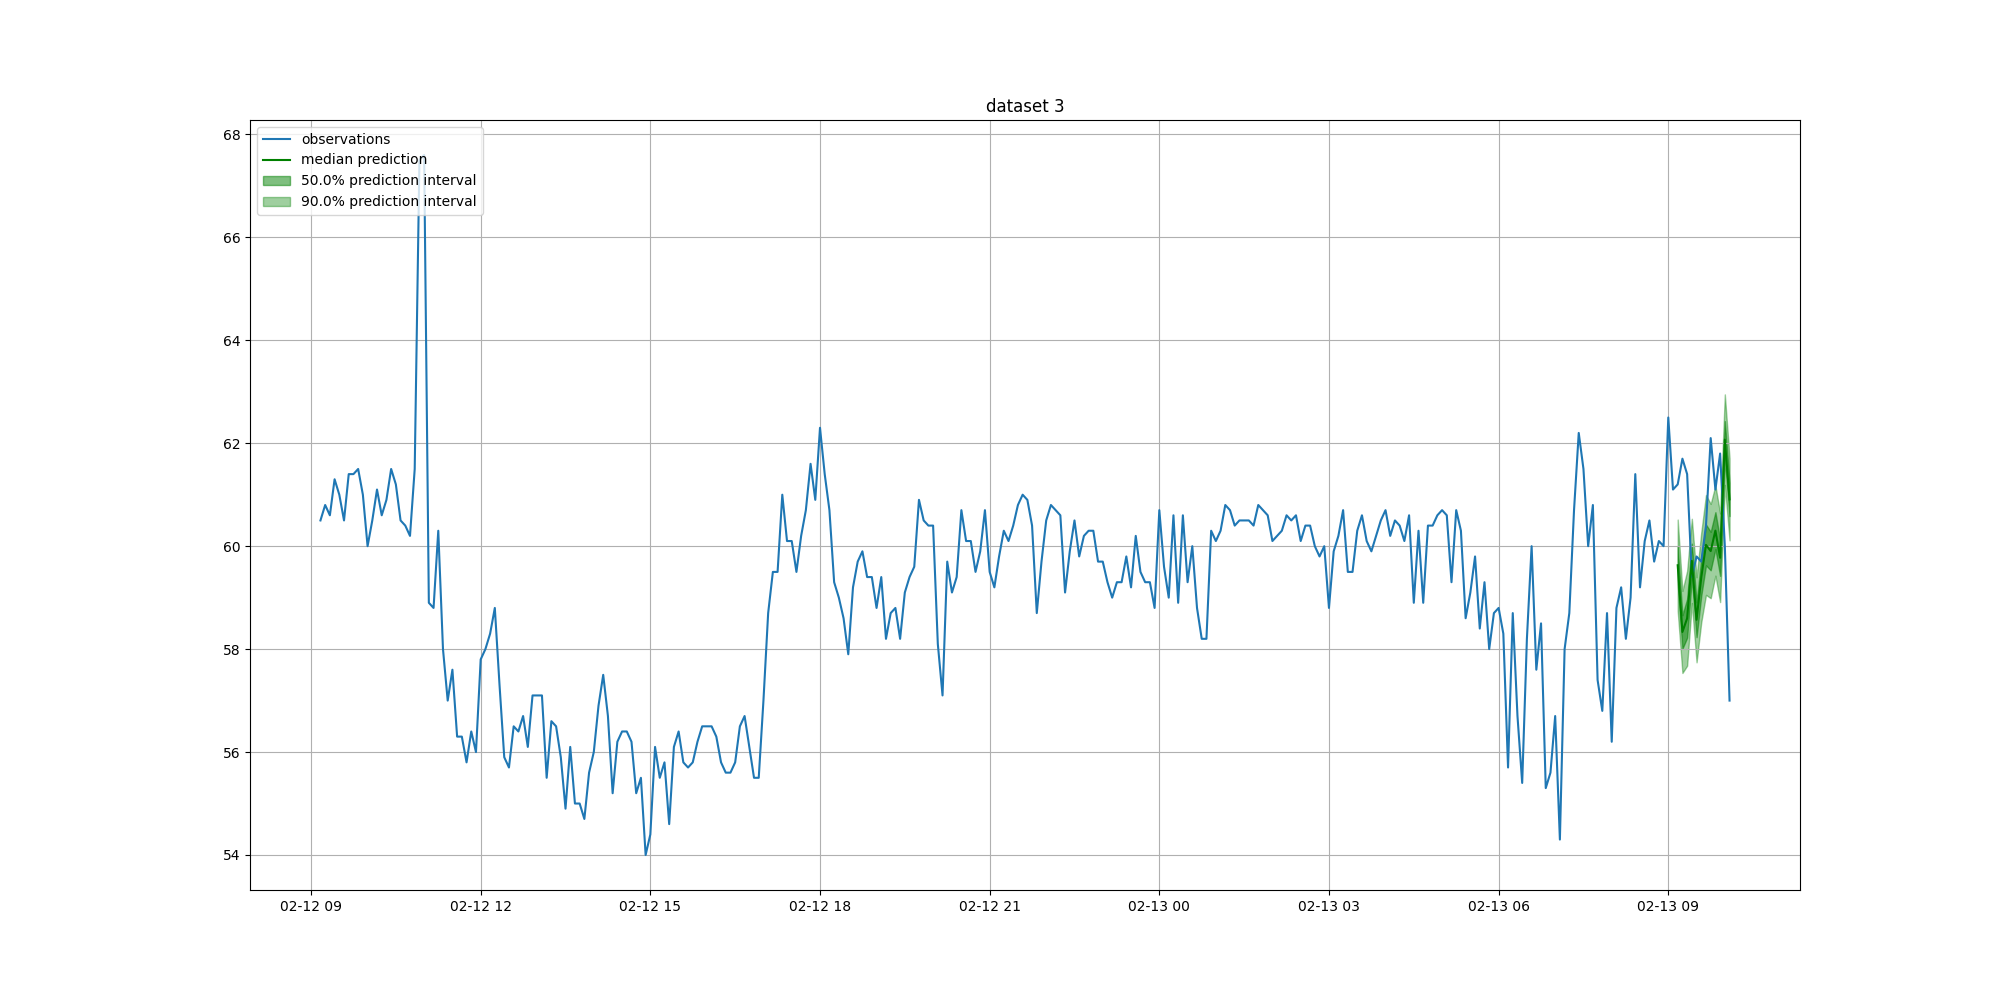 dataset 3
observations
median prediction
50.0% prediction interval
90.0% prediction interval
68
66
64
62
60
58
56
54
02-12 09 02-12 12 02-12 15 02-12 18 02-12 21 02-13 00 02-13 03 02-13 06 02-13 09